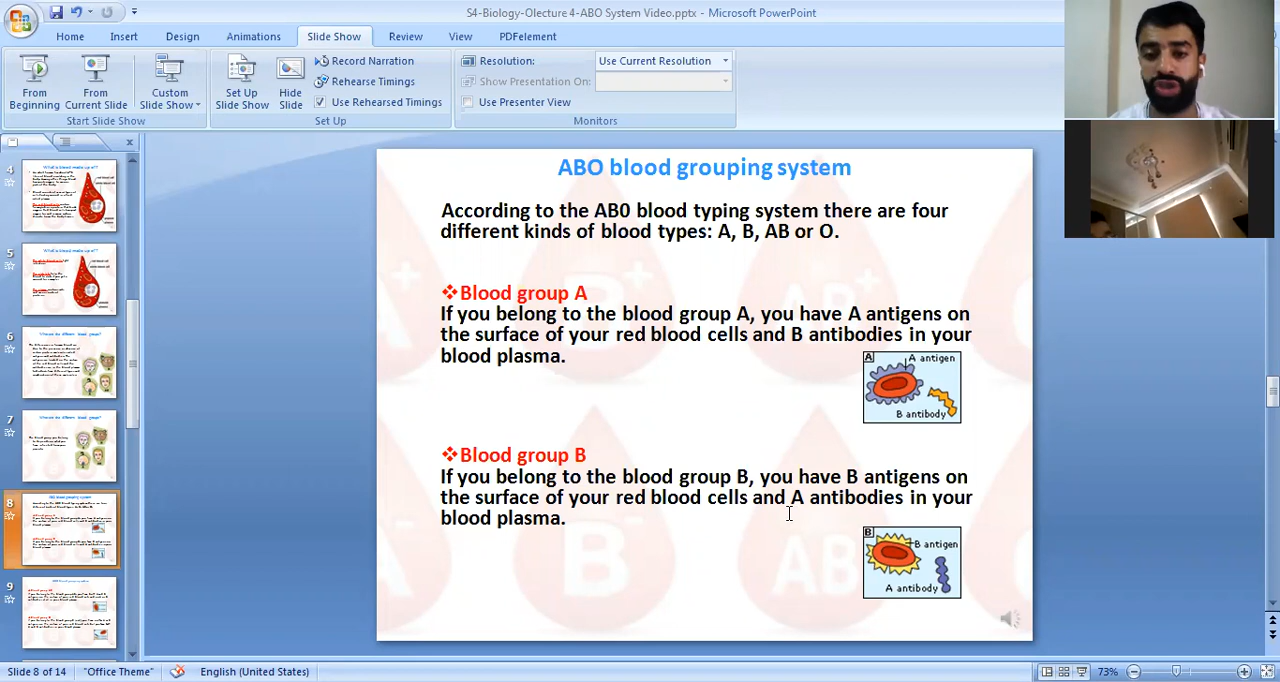 S4-Biology-Olecture 4-ABO System Video.pptx - Microsoft PowerPoint
Home Insert Design Animations Slide Show Review View PDFelement
From Beginning
From Current Slide
Custom Slide Show
Set Up Slide Show
Hide Slide
Record Narration
Rehearse Timings
Use Rehearsed Timings
Resolution: Use Current Resolution
Show Presentation On:
Use Presenter View
Start Slide Show Set Up Monitors
4
5
6
7
8
9
ABO blood grouping system
According to the AB0 blood typing system there are four
different kinds of blood types: A, B, AB or O.
❖Blood group A
If you belong to the blood group A, you have A antigens on
the surface of your red blood cells and B antibodies in your
blood plasma.
A
A antigen
B antibody
❖Blood group B
If you belong to the blood group B, you have B antigens on
the surface of your red blood cells and A antibodies in your
blood plasma.
B
B antigen
A antibody
B
AB
Slide 8 of 14 "Office Theme" English (United States) 73%